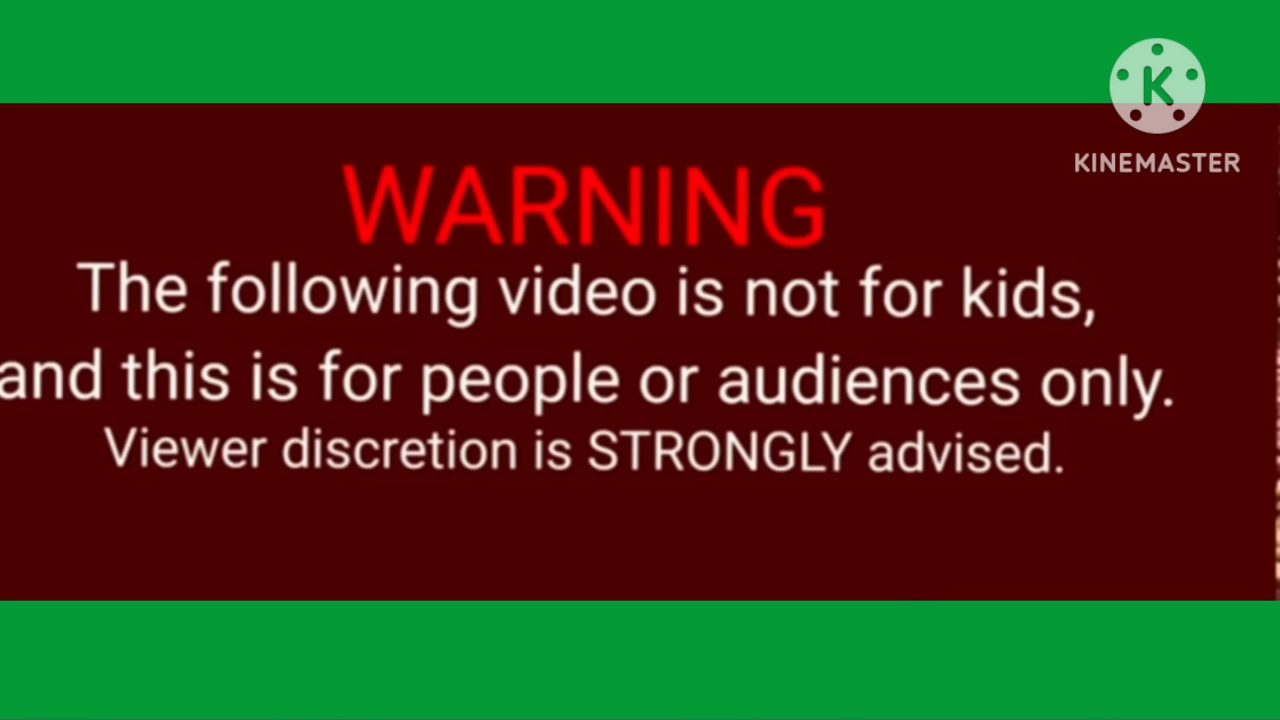 K
KINEMASTER
WARNING
The following video is not for kids,
and this is for people or audiences only.
Viewer discretion is STRONGLY advised.